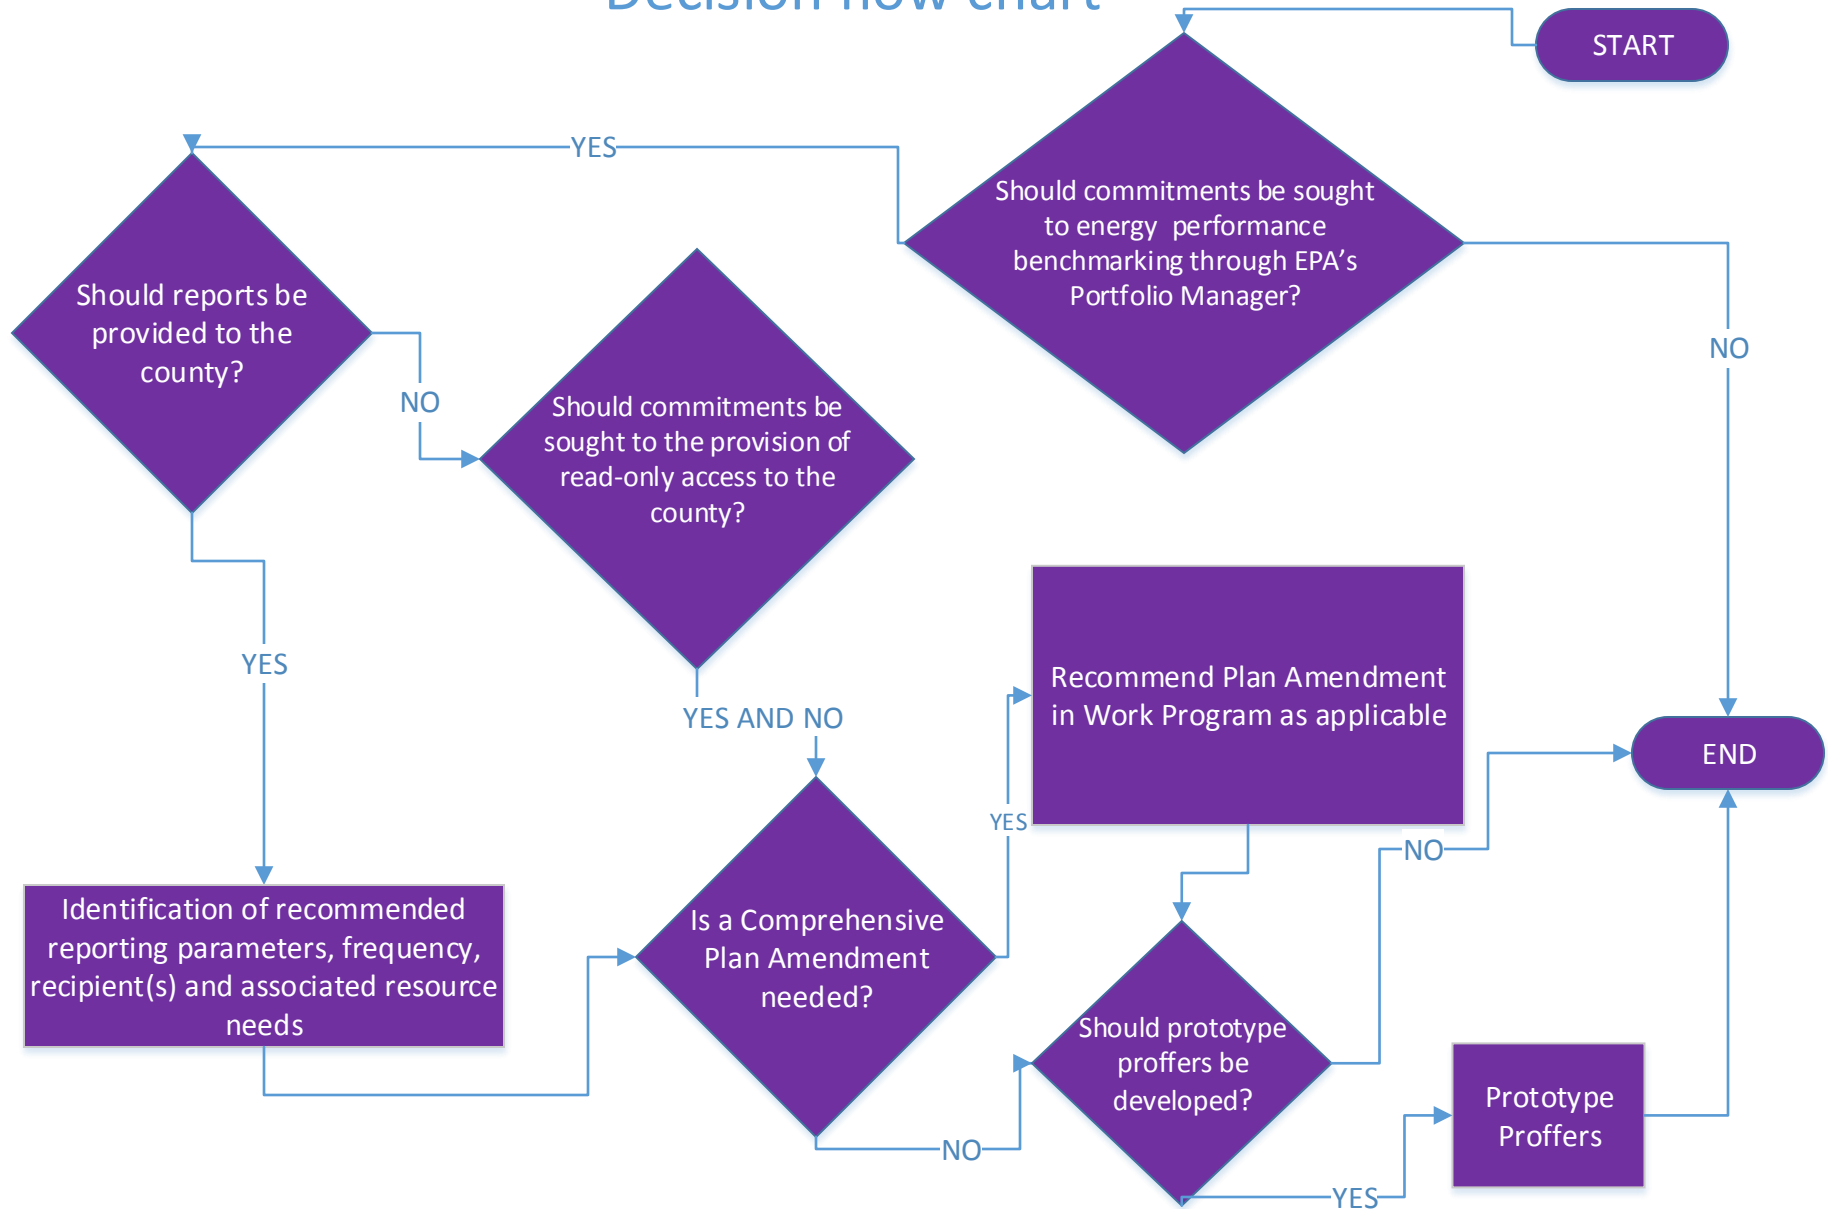 Decision flow chart
START
Should commitments be sought
to energy performance
benchmarking through EPA's
Portfolio Manager?
YES
NO
Should reports be
provided to the
county?
NO
YES
Should commitments be
sought to the provision of
read-only access to the
county?
YES AND NO
Identification of recommended
reporting parameters, frequency,
recipient(s) and associated resource
needs
Is a Comprehensive
Plan Amendment
needed?
YES
NO
Recommend Plan Amendment
in Work Program as applicable
Should prototype
proffers be
developed?
NO
YES
Prototype
Proffers
END